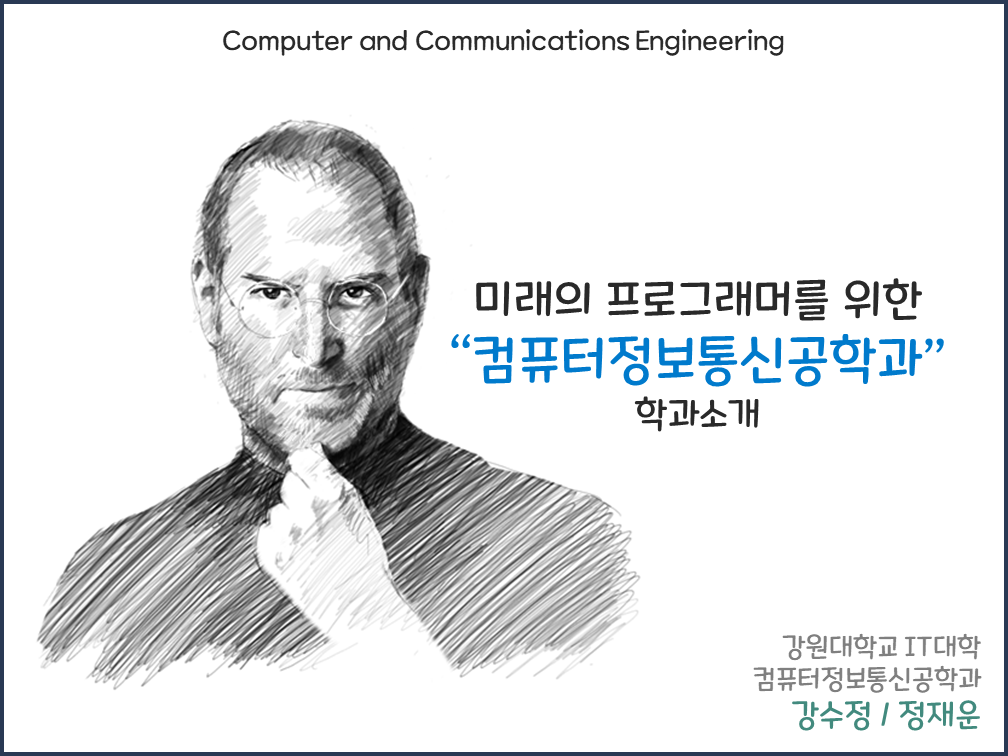 Computer and Communications Engineering
미래의 프로그래머를 위한
“컴퓨터정보통신공학과”
학과소개
강원대학교 IT대학
컴퓨터정보통신공학과
강수정 / 정재운